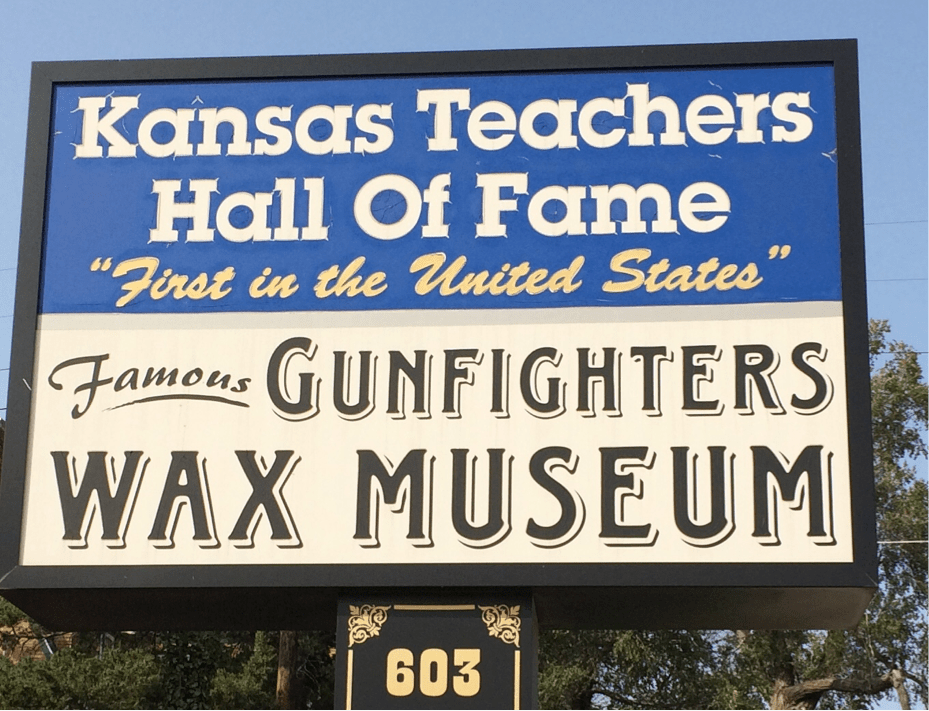 Kansas Teachers
Hall Of Fame
“First in the United States”
Famous GUNFIGHTERS
WAX MUSEUM
603